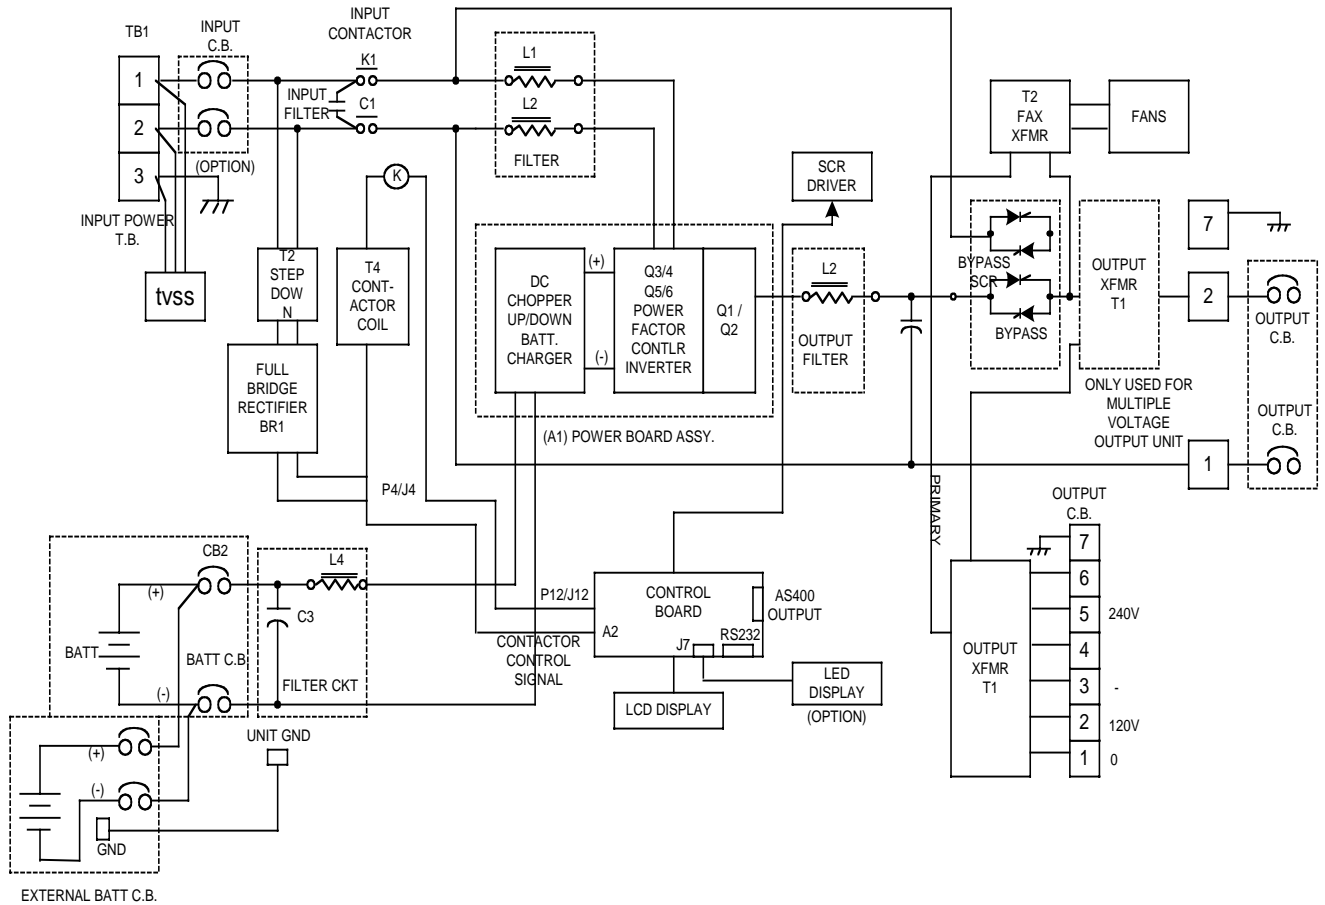 TB1
INPUT
C.B.
INPUT
CONTACTOR
K1
C1
INPUT
FILTER
1
2
3
(OPTION)
INPUT POWER
T.B.
tvss
L1
L2
FILTER
K
T2
STEP
DOW
N
T4
CONT-
ACTOR
COIL
FULL
BRIDGE
RECTIFIER
BR1
P4/J4
DC
CHOPPER
UP/DOWN
BATT.
CHARGER
(+)
(-)
Q3/4
Q5/6
POWER
FACTOR
CONTLR
INVERTER
Q1 /
Q2
(A1) POWER BOARD ASSY.
SCR
DRIVER
L2
OUTPUT
FILTER
T2
FAX
XFMR
FANS
BYPASS
SCR
BYPASS
OUTPUT
XFMR
T1
ONLY USED FOR
MULTIPLE
VOLTAGE
OUTPUT UNIT
7
2
1
OUTPUT
C.B.
OUTPUT
C.B.
PRIMARY
OUTPUT
C.B.
7
6
5
4
3
2
1
240V
-
120V
0
OUTPUT
XFMR
T1
CB2
(+)
BATT
(-)
BATT C.B
L4
C3
FILTER CKT
UNIT GND
(+)
(-)
GND
EXTERNAL BATT C.B.
P12/J12
A2
CONTACTOR
CONTROL
SIGNAL
CONTROL
BOARD
AS400
OUTPUT
J7
RS232
LCD DISPLAY
LED
DISPLAY
(OPTION)